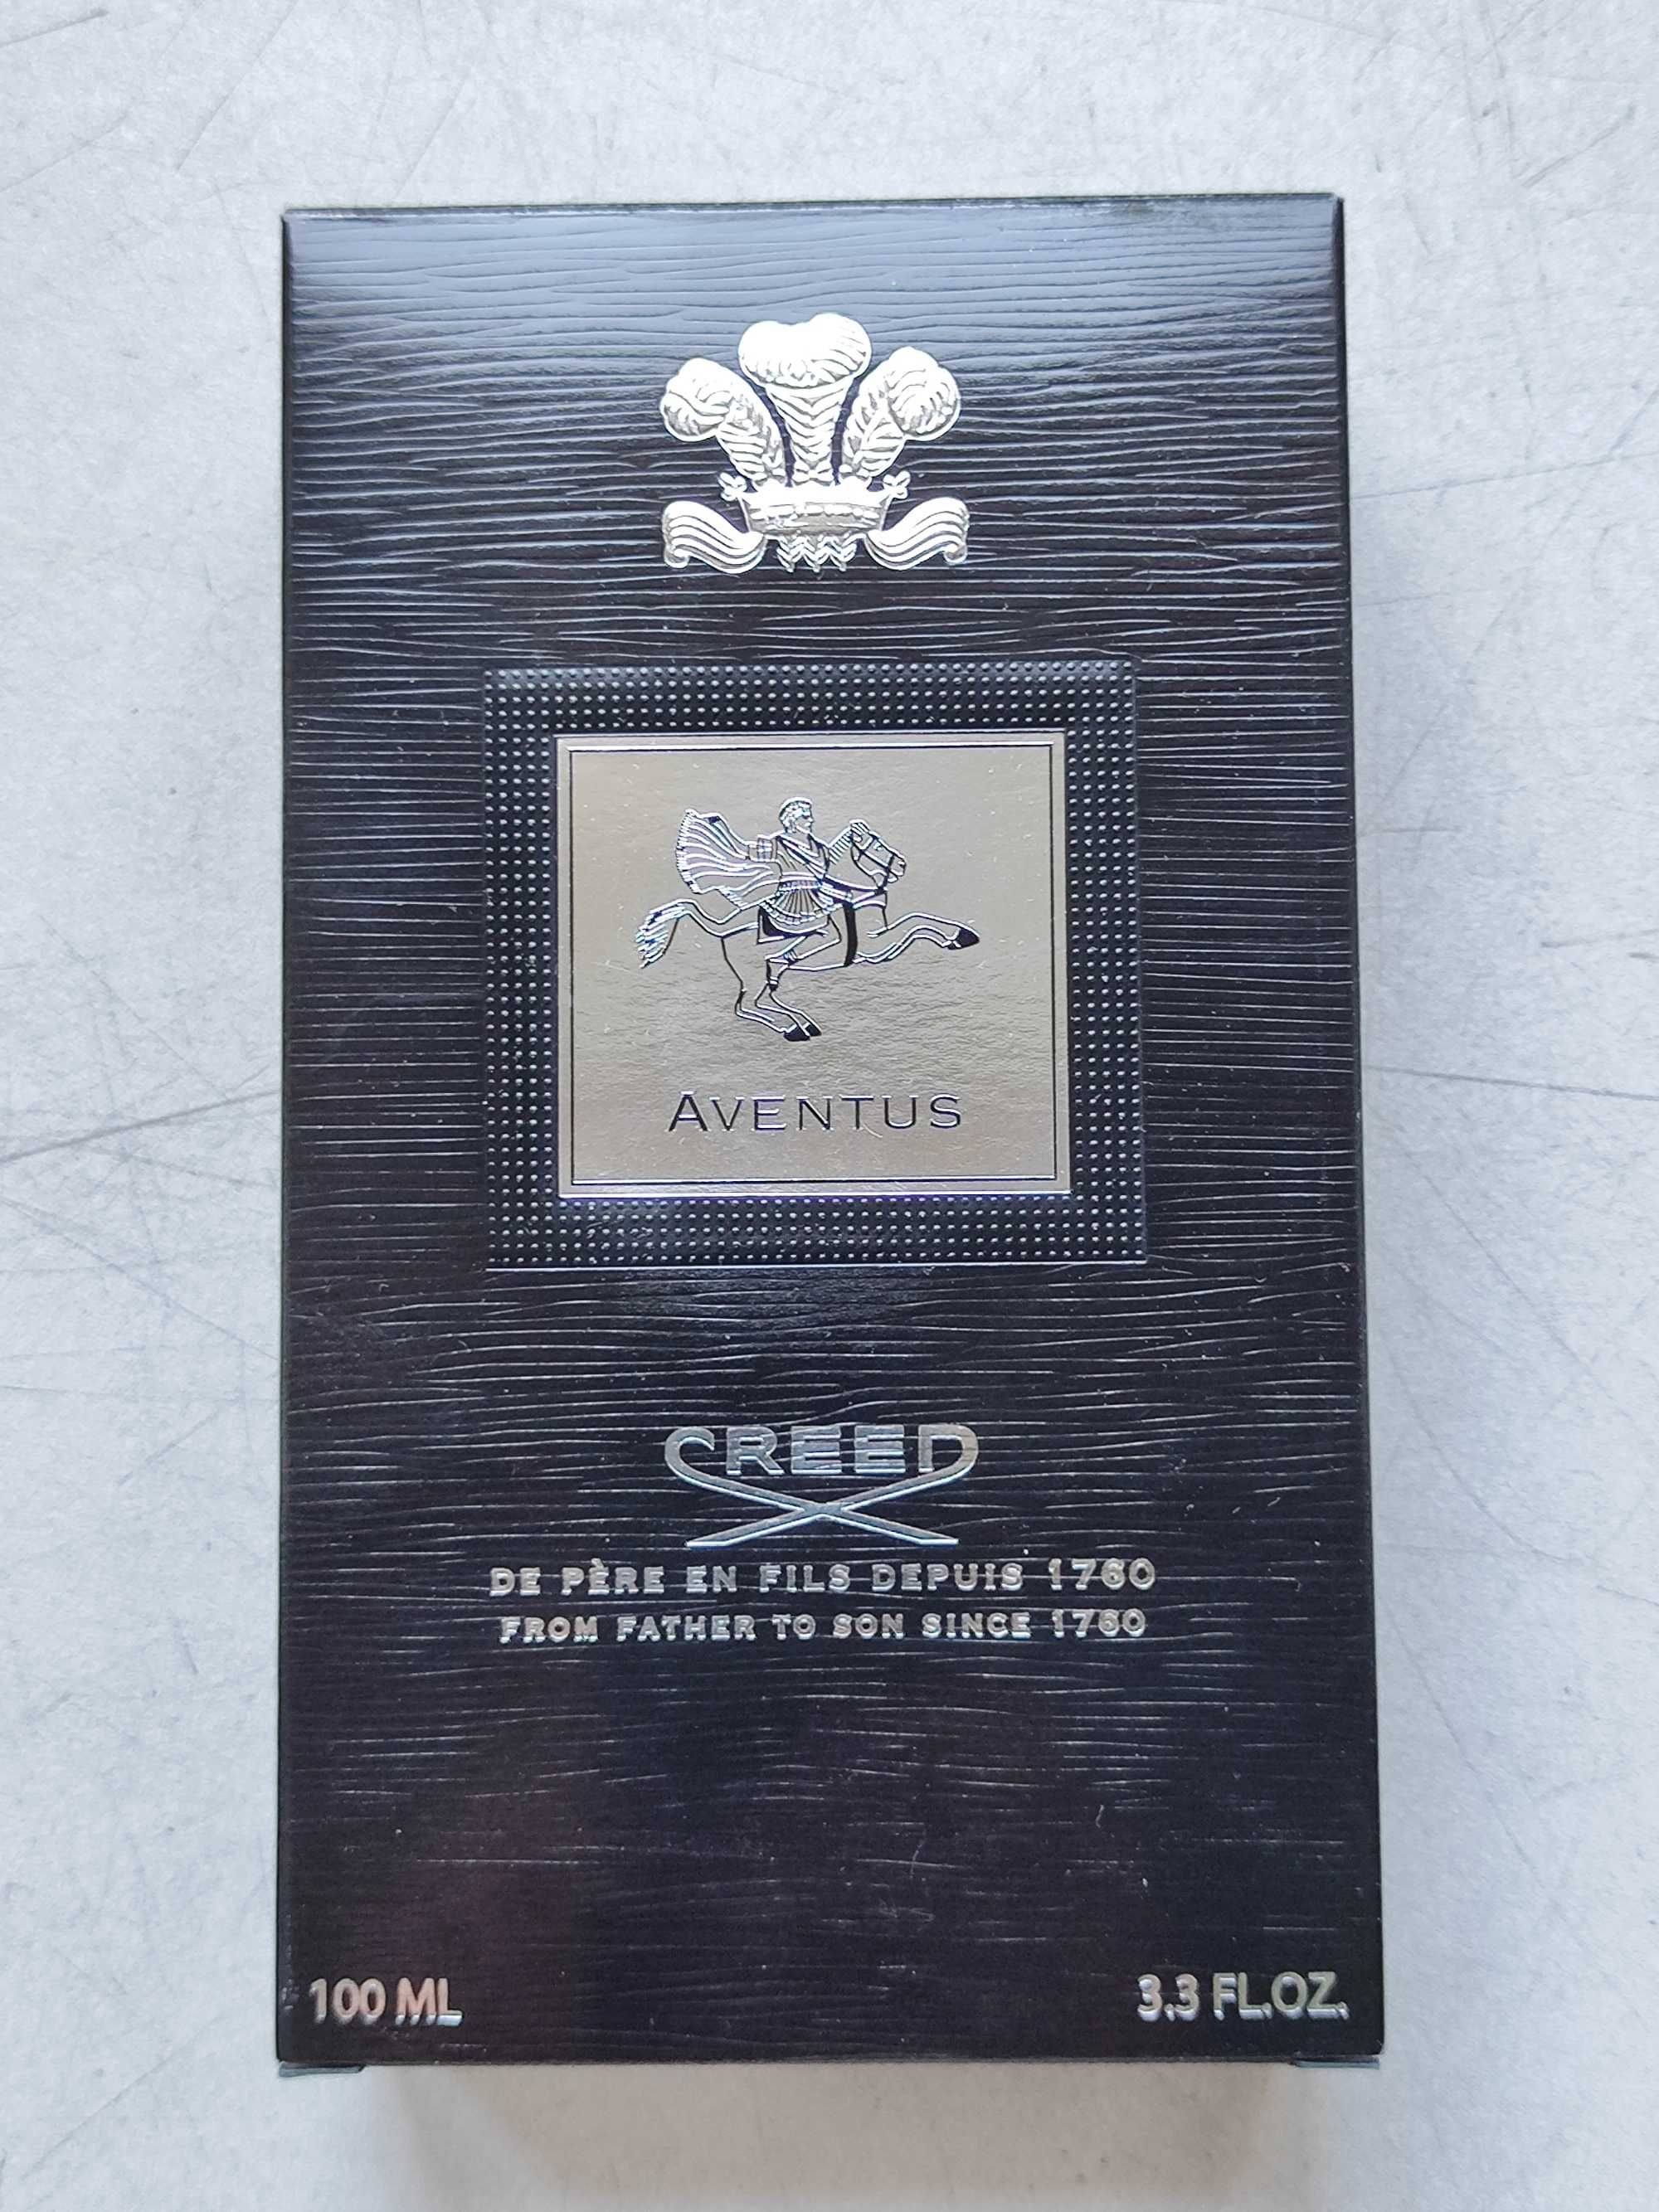 AVENTUS
CREED
DE PÈRE EN FILS DEPUIS 1760
FROM FATHER TO SON SINCE 1760
100 ML
3.3 FL.OZ.